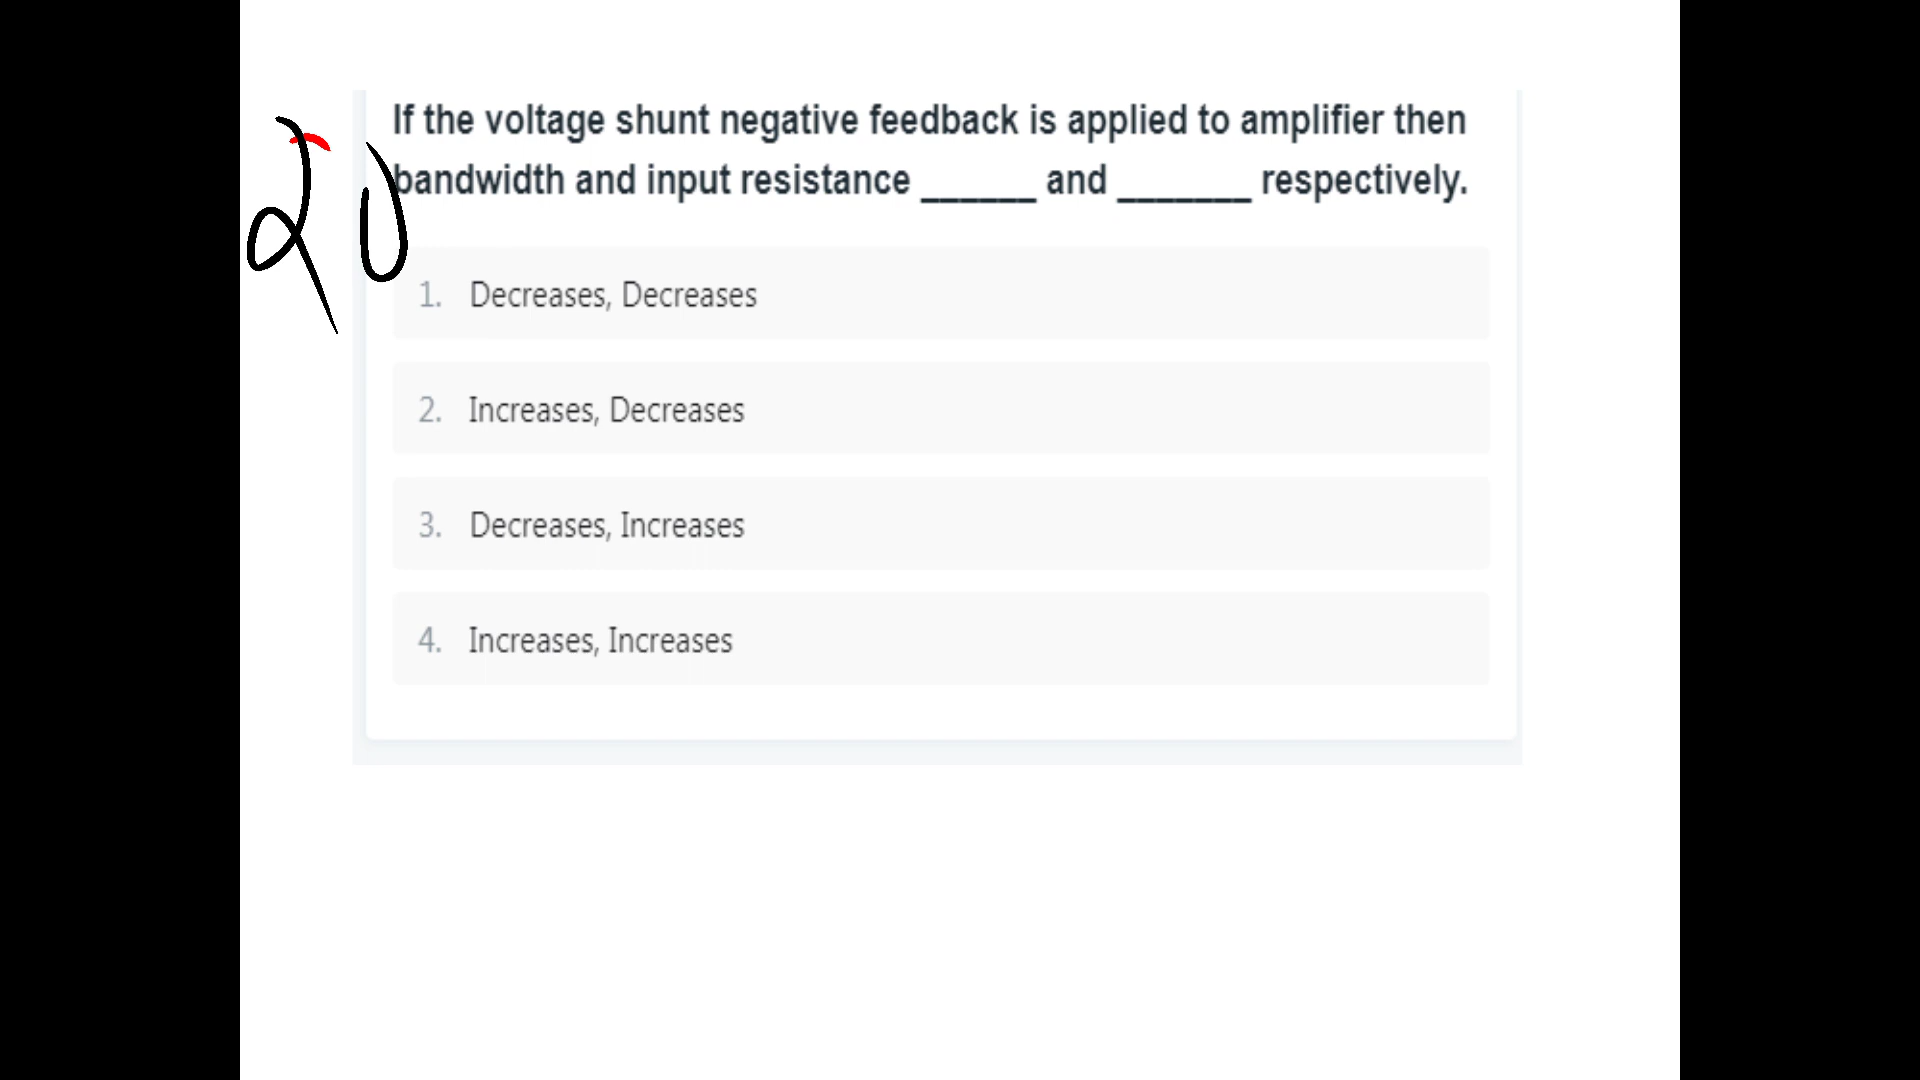 20
If the voltage shunt negative feedback is applied to amplifier then
bandwidth and input resistance ______ and _______ respectively.
1. Decreases, Decreases
2. Increases, Decreases
3. Decreases, Increases
4. Increases, Increases